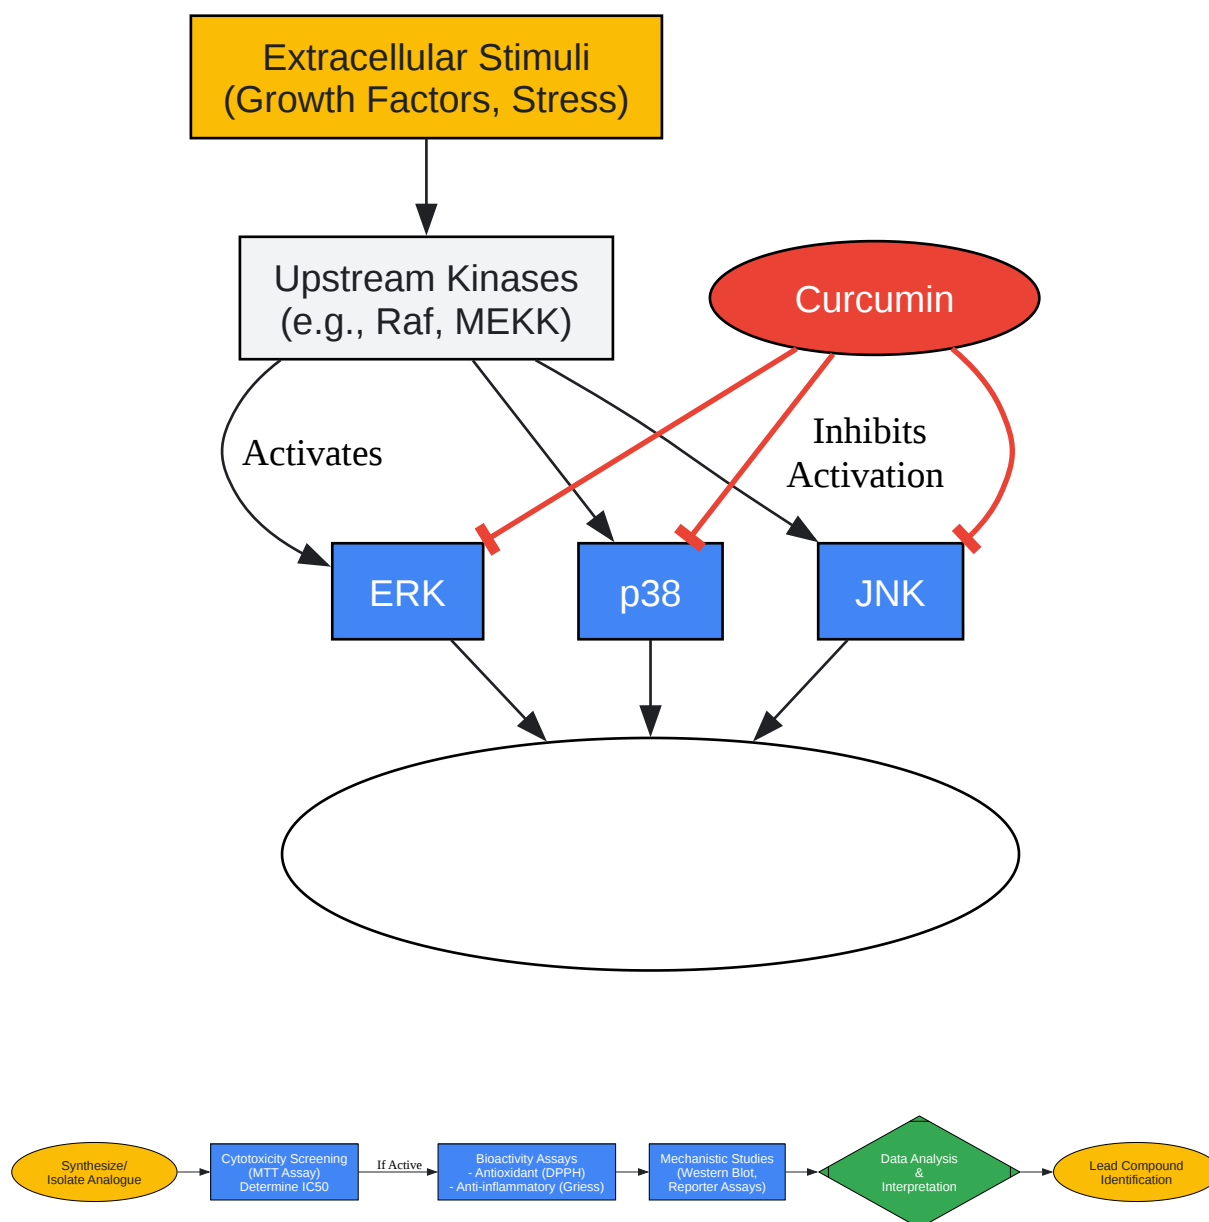 Extracellular Stimuli
(Growth Factors, Stress)
Upstream Kinases
(e.g., Raf, MEKK)
Curcumin
Activates
Inhibits
Activation
ERK
p38
JNK
Synthesize/
Isolate Analogue
Cytotoxicity Screening
(MTT Assay)
Determine IC50
If Active
Bioactivity Assays
- Antioxidant (DPPH)
- Anti-inflammatory (Griess)
Mechanistic Studies
(Western Blot,
Reporter Assays)
Data Analysis
&
Interpretation
Lead Compound
Identification